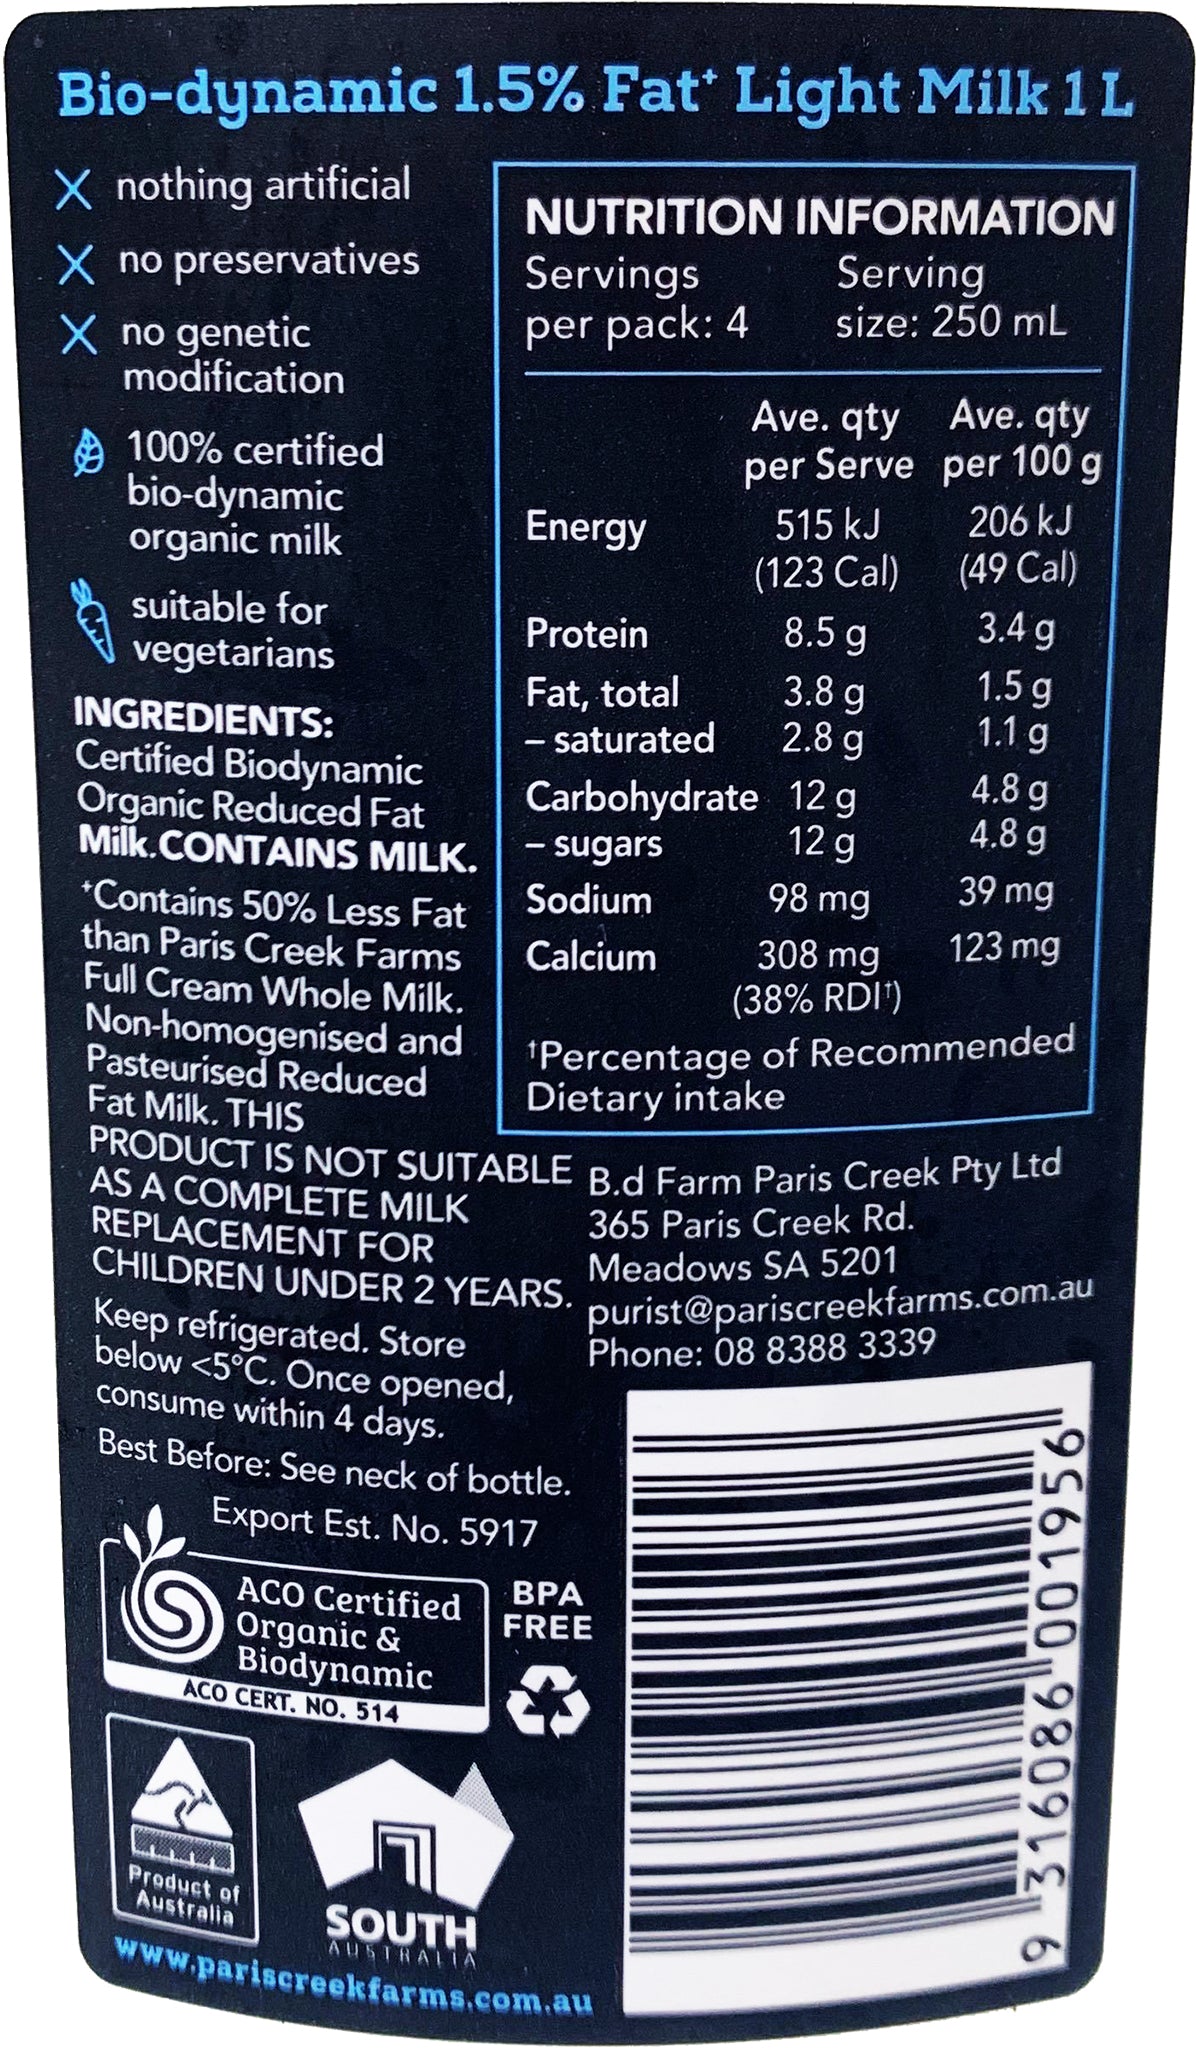 Bio-dynamic 1.5% Fat⁺ Light Milk 1 L
nothing artificial
no preservatives
no genetic
modification
100% certified
bio-dynamic
organic milk
suitable for
vegetarians
INGREDIENTS:
Certified Biodynamic
Organic Reduced Fat
Milk. CONTAINS MILK.
⁺Contains 50% Less Fat
than Paris Creek Farms
Full Cream Whole Milk.
Non-homogenised and
Pasteurised Reduced
Fat Milk. THIS
PRODUCT IS NOT SUITABLE
AS A COMPLETE MILK
REPLACEMENT FOR
CHILDREN UNDER 2 YEARS.
Keep refrigerated. Store
below <5°C. Once opened,
consume within 4 days.
Best Before: See neck of bottle.
Export Est. No. 5917
NUTRITION INFORMATION
Servings Serving
per pack: 4 size: 250 mL
Ave. qty Ave. qty
per Serve per 100 g
Energy 515 kJ 206 kJ
(123 Cal) (49 Cal)
Protein 8.5 g 3.4 g
Fat, total 3.8 g 1.5 g
– saturated 2.8 g 1.1 g
Carbohydrate 12 g 4.8 g
– sugars 12 g 4.8 g
Sodium 98 mg 39 mg
Calcium 308 mg 123 mg
(38% RDI†)
†Percentage of Recommended
Dietary intake
B.d Farm Paris Creek Pty Ltd
365 Paris Creek Rd.
Meadows SA 5201
purist@pariscreekfarms.com.au
Phone: 08 8388 3339
ACO Certified
Organic &
Biodynamic
ACO CERT. NO. 514
BPA
FREE
Product of
Australia
SOUTH
AUSTRALIA
www.pariscreekfarms.com.au
9 316086 001956